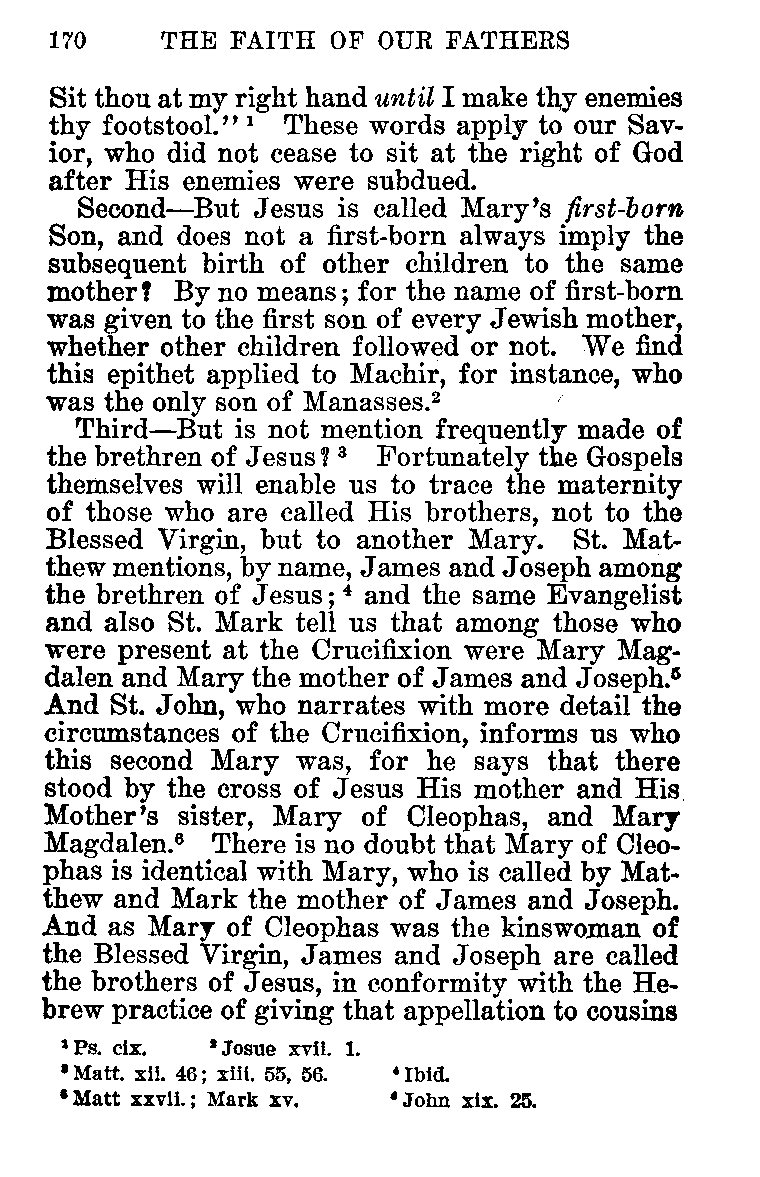 170 THE FAITH OF OUR FATHERS
Sit thou at my right hand until I make thy enemies
thy footstool."¹ These words apply to our Sav-
ior, who did not cease to sit at the right of God
after His enemies were subdued.
Second—But Jesus is called Mary's first-born
Son, and does not a first-born always imply the
subsequent birth of other children to the same
mother? By no means; for the name of first-born
was given to the first son of every Jewish mother,
whether other children followed or not. We find
this epithet applied to Machir, for instance, who
was the only son of Manasses.²
Third—But is not mention frequently made of
the brethren of Jesus?³ Fortunately the Gospels
themselves will enable us to trace the maternity
of those who are called His brothers, not to the
Blessed Virgin, but to another Mary. St. Mat-
thew mentions, by name, James and Joseph among
the brethren of Jesus;⁴ and the same Evangelist
and also St. Mark tell us that among those who
were present at the Crucifixion were Mary Mag-
dalen and Mary the mother of James and Joseph.⁵
And St. John, who narrates with more detail the
circumstances of the Crucifixion, informs us who
this second Mary was, for he says that there
stood by the cross of Jesus His mother and His
Mother's sister, Mary of Cleophas, and Mary
Magdalen.⁶ There is no doubt that Mary of Cleo-
phas is identical with Mary, who is called by Mat-
thew and Mark the mother of James and Joseph.
And as Mary of Cleophas was the kinswoman of
the Blessed Virgin, James and Joseph are called
the brothers of Jesus, in conformity with the He-
brew practice of giving that appellation to cousins
¹ Ps. cix. ² Josue xvii. 1.
³ Matt. xii. 46; xiii. 55, 56. ⁴ Ibid.
⁵ Matt xxvii.; Mark xv. ⁶ John xix. 25.